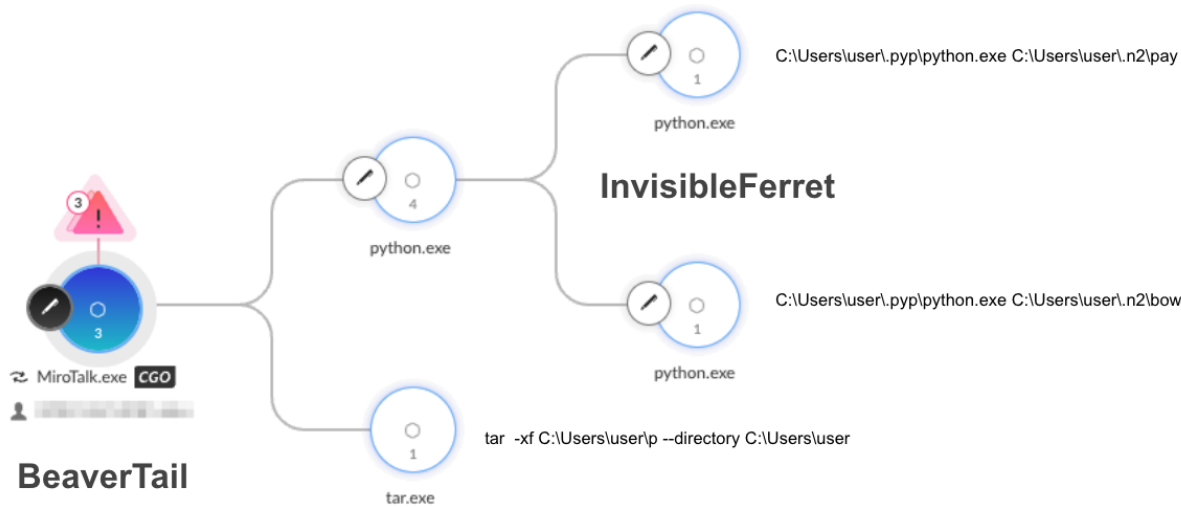 C:\Users\user\.pyp\python.exe C:\Users\user\.n2\pay
1
python.exe
InvisibleFerret
4
python.exe
3
!
C:\Users\user\.pyp\python.exe C:\Users\user\.n2\bow
1
python.exe
3
MiroTalk.exe CGO
tar  -xf C:\Users\user\p --directory C:\Users\user
1
tar.exe
BeaverTail